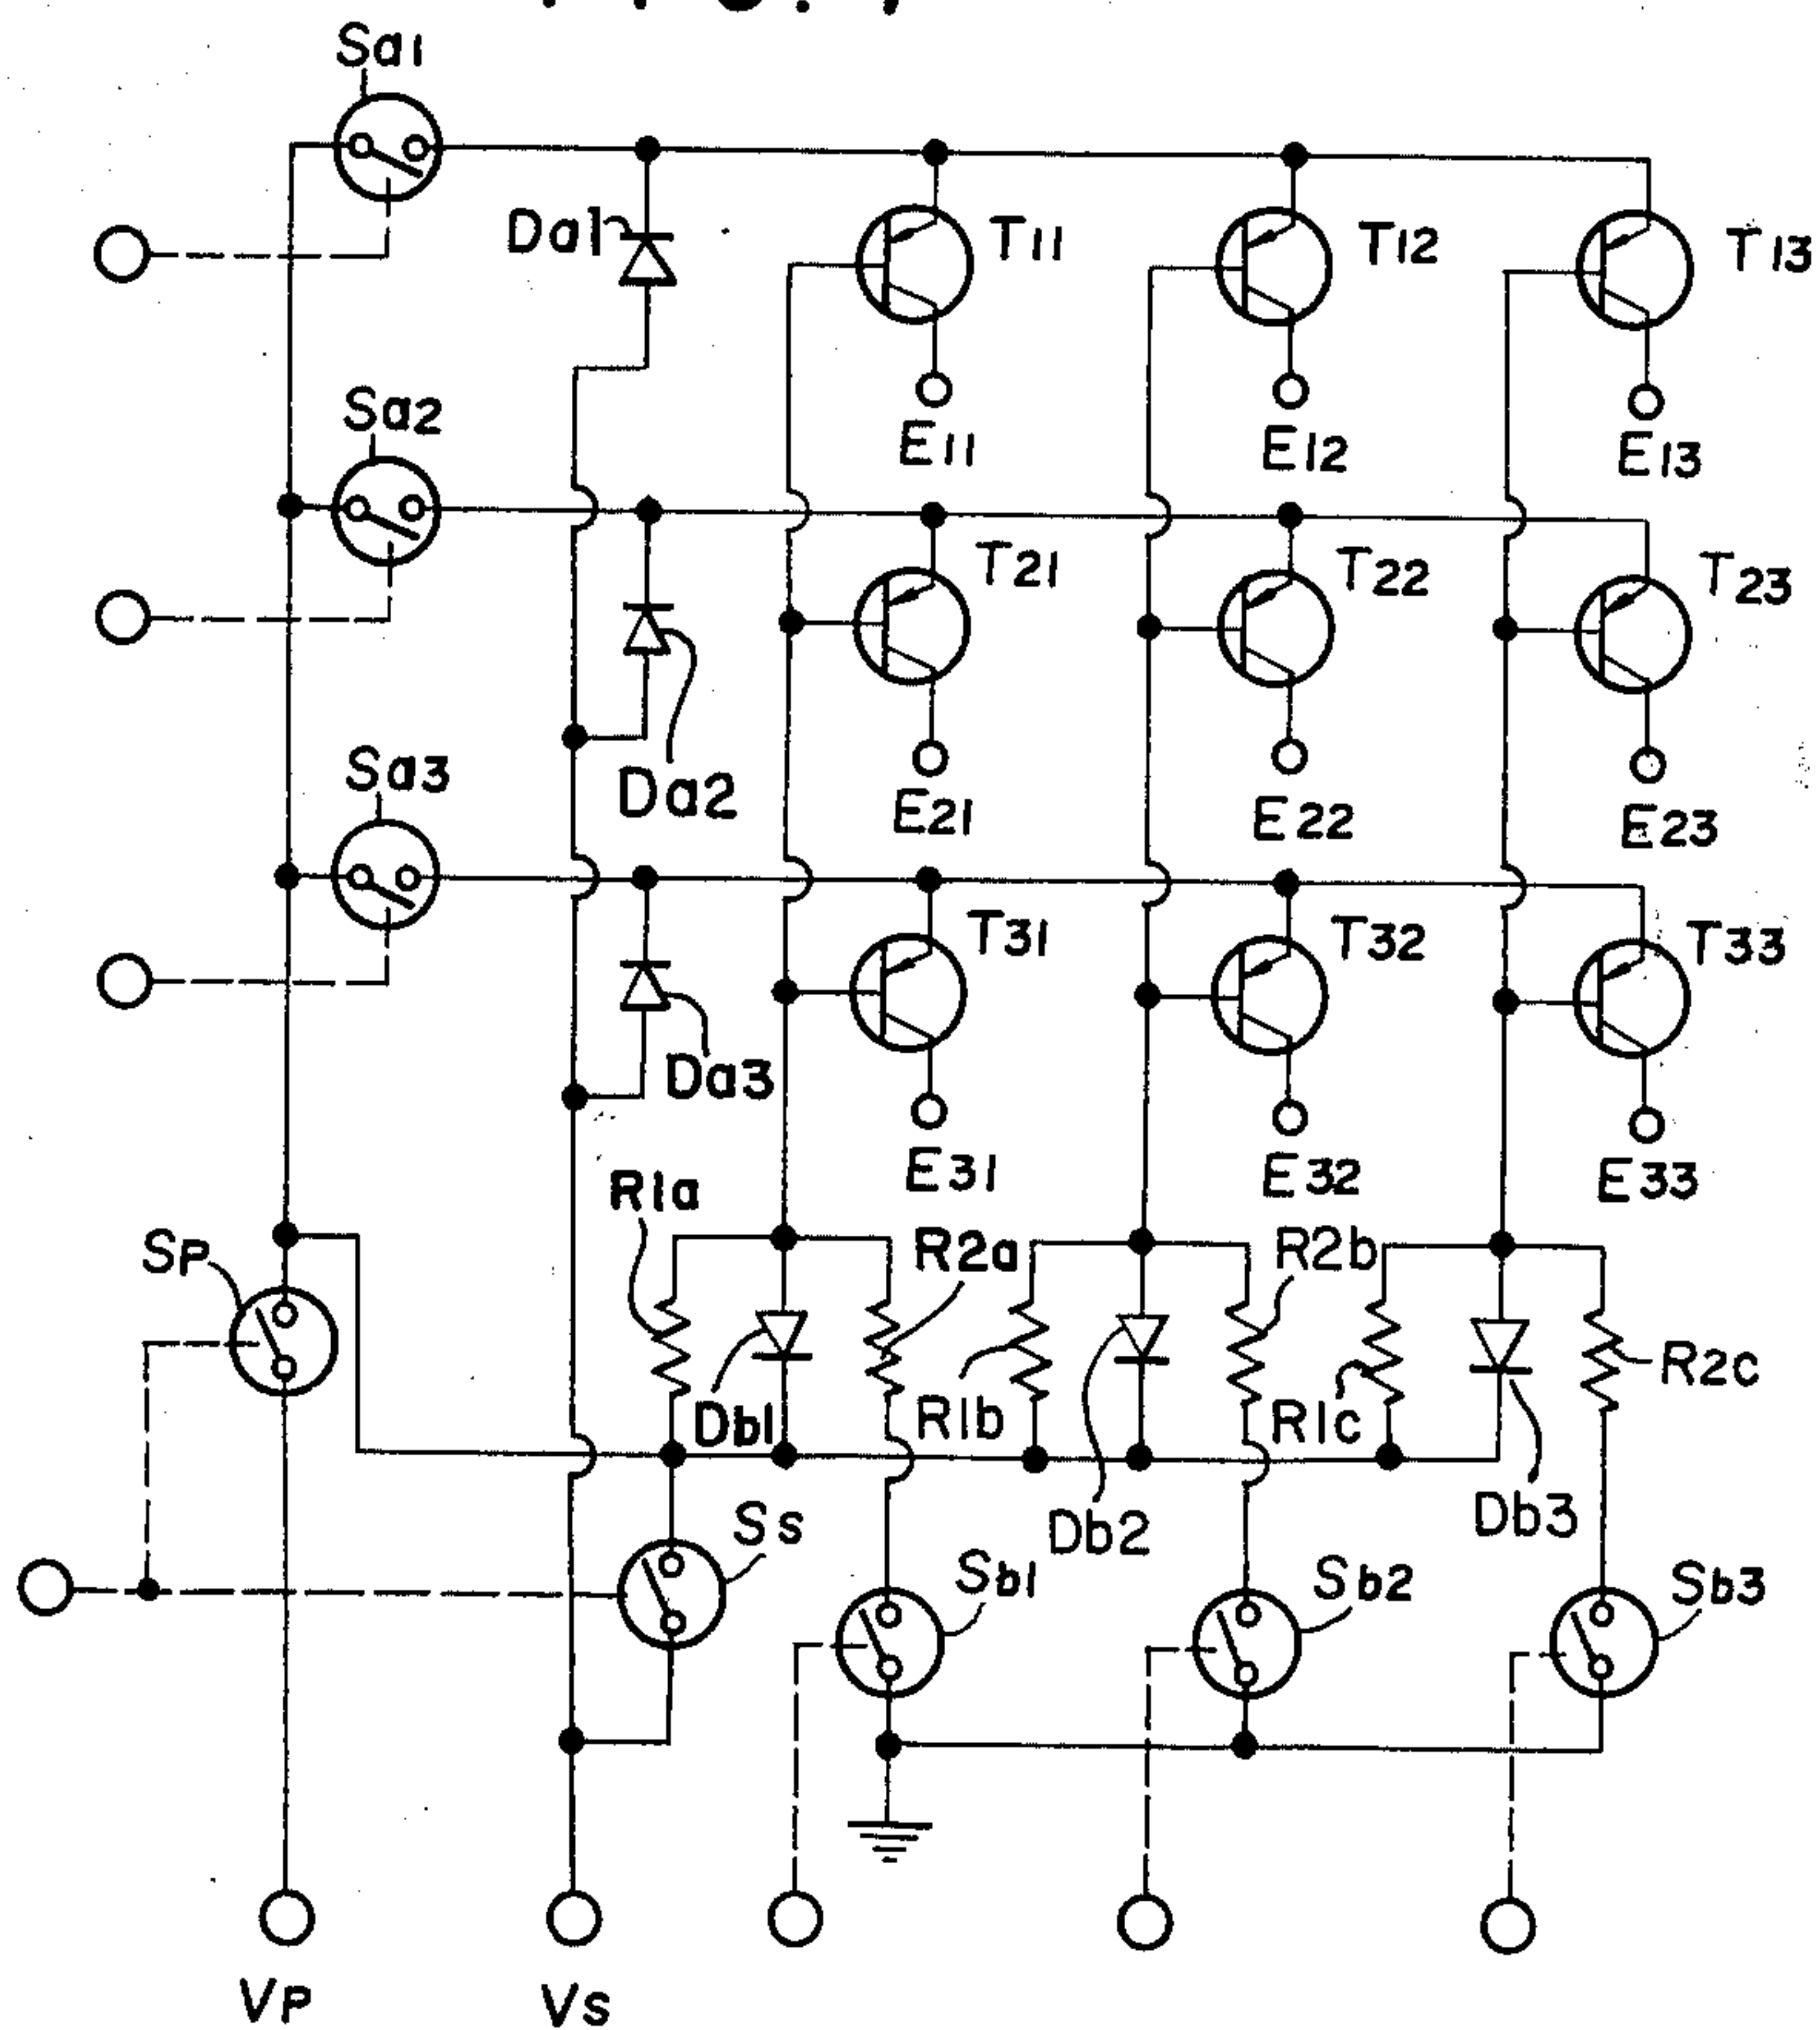 Sa1
Da1
T11
T12
T13
E11
E12
E13
Sa2
T21
T22
T23
Da2
E21
E22
E23
Sa3
T31
T32
T33
Da3
E31
E32
E33
R1a
SP
R2a
R2b
R2c
Db1
R1b
R1c
Db2
Db3
Ss
Sb1
Sb2
Sb3
VP
Vs